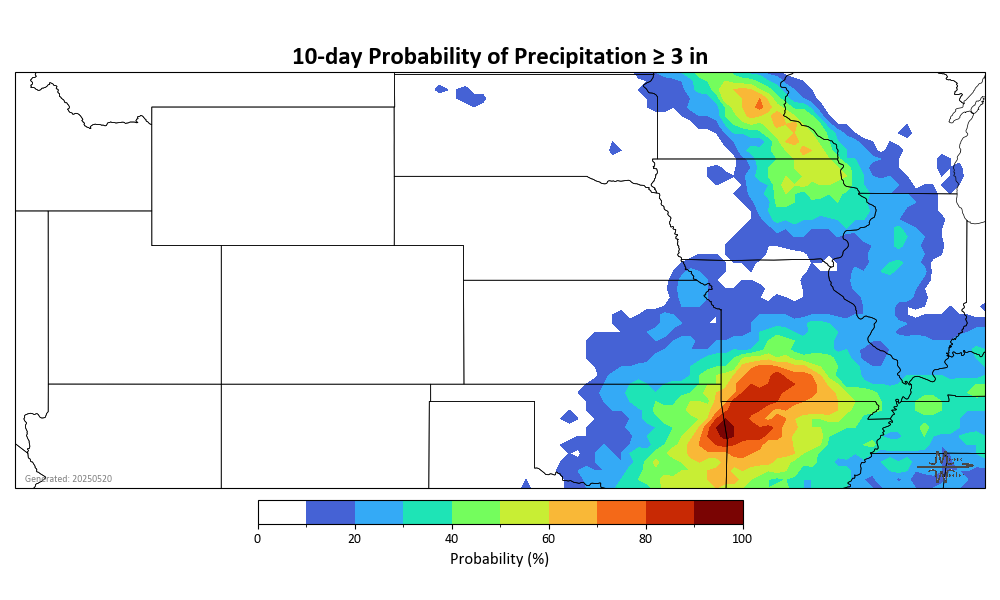 10-day Probability of Precipitation ≥ 3 in
Generated: 20250520
0 20 40 60 80 100
Probability (%)